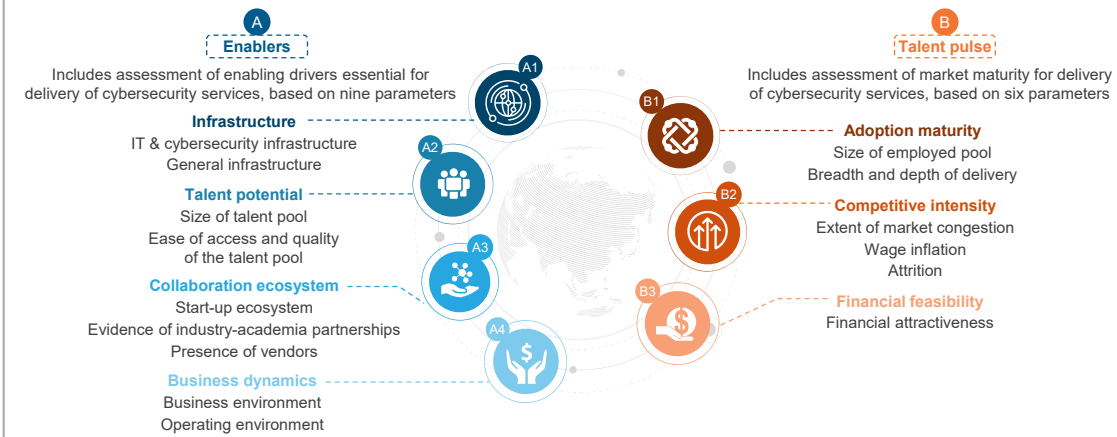 A
Enablers
Includes assessment of enabling drivers essential for
delivery of cybersecurity services, based on nine parameters
A1
Infrastructure
IT & cybersecurity infrastructure
General infrastructure
A2
Talent potential
Size of talent pool
Ease of access and quality
of the talent pool
A3
Collaboration ecosystem
Start-up ecosystem
Evidence of industry-academia partnerships
Presence of vendors
A4
$
Business dynamics
Business environment
Operating environment
B
Talent pulse
Includes assessment of market maturity for delivery
of cybersecurity services, based on six parameters
B1
Adoption maturity
Size of employed pool
Breadth and depth of delivery
B2
Competitive intensity
Extent of market congestion
Wage inflation
Attrition
B3
$
Financial feasibility
Financial attractiveness